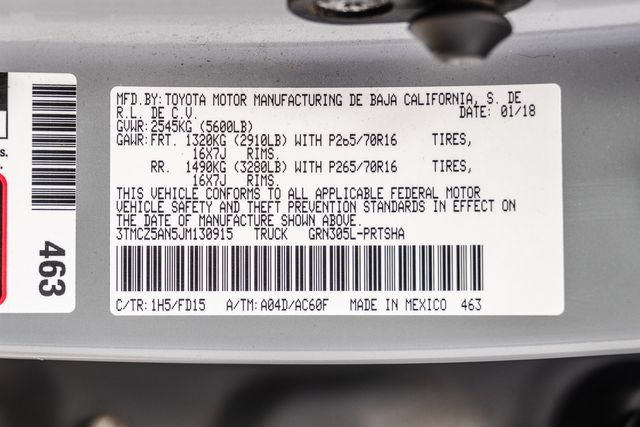 MFD.BY: TOYOTA MOTOR MANUFACTURING DE BAJA CALIFORNIA, S. DE
R.L. DE C.V. DATE: 01/18
GVWR: 2545KG (5600LB)
GAWR: FRT. 1320KG (2910LB) WITH P265/70R16 TIRES,
16X7J RIMS.
RR. 1490KG (3280LB) WITH P265/70R16 TIRES,
16X7J RIMS.
THIS VEHICLE CONFORMS TO ALL APPLICABLE FEDERAL MOTOR
VEHICLE SAFETY AND THEFT PREVENTION STANDARDS IN EFFECT ON
THE DATE OF MANUFACTURE SHOWN ABOVE.
3TMCZ5AN5JM130915 TRUCK GRN305L-PRTSHA
C/TR: 1H5/FD15 A/TM: A04D/AC60F MADE IN MEXICO 463
463